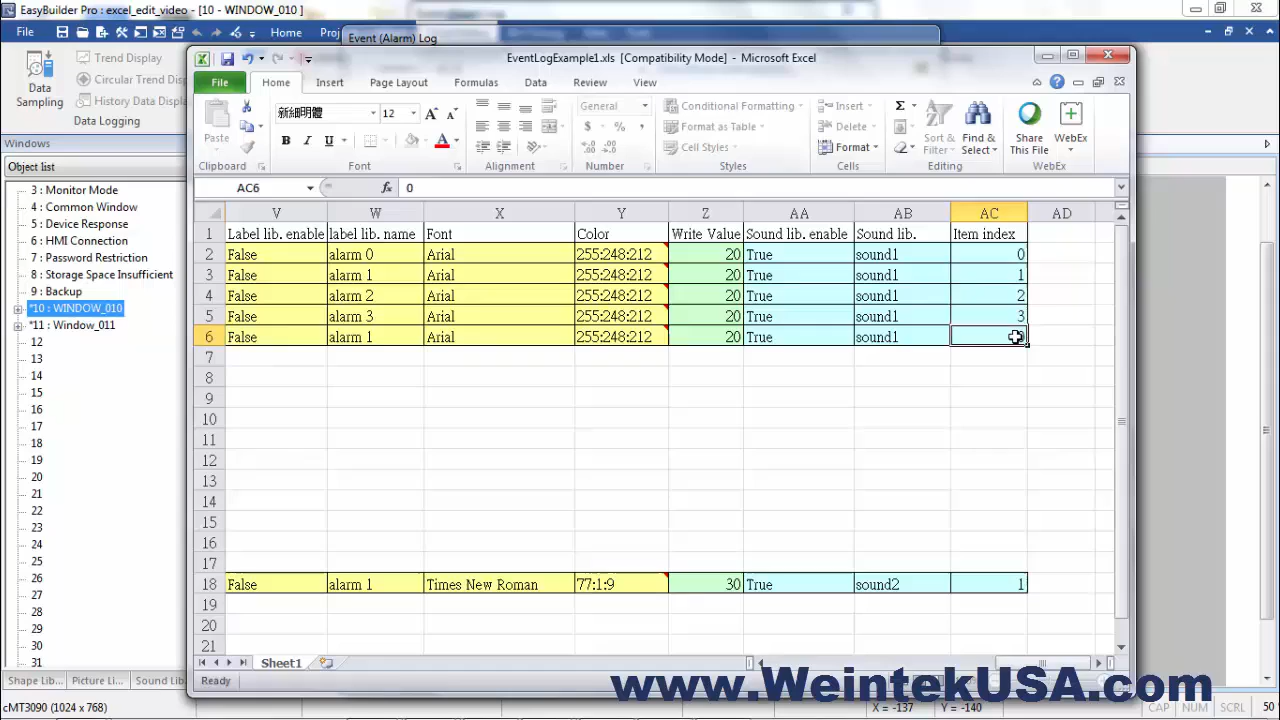 EasyBuilder Pro : excel_edit_video - [10 - WINDOW_010 ]
File Home Proj
Event (Alarm) Log
Trend Display
Circular Trend Display
History Data Display
Data Sampling
Data Logging
Windows
Object list
3 : Monitor Mode
4 : Common Window
5 : Device Response
6 : HMI Connection
7 : Password Restriction
8 : Storage Space Insufficient
9 : Backup
*10 : WINDOW_010
*11 : Window_011
12
13
14
15
16
17
18
19
20
21
22
23
24
25
26
27
28
29
30
31
Shape Lib... Picture Li... Sound Lib
cMT3090 (1024 x 768)
EventLogExample1.xls [Compatibility Mode] - Microsoft Excel
File Home Insert Page Layout Formulas Data Review View
Paste
Clipboard
新細明體 12
B I U
Font
Alignment
General
$ % ,
Number
Conditional Formatting
Format as Table
Cell Styles
Styles
Insert
Delete
Format
Cells
Sort & Filter
Find & Select
Editing
Share This File
WebEx
WebEx
AC6 fx 0
V W X Y Z AA AB AC AD
1 Label lib. enable label lib. name Font Color Write Value Sound lib. enable Sound lib. Item index
2 False alarm 0 Arial 255:248:212 20 True sound1 0
3 False alarm 1 Arial 255:248:212 20 True sound1 1
4 False alarm 2 Arial 255:248:212 20 True sound1 2
5 False alarm 3 Arial 255:248:212 20 True sound1 3
6 False alarm 1 Arial 255:248:212 20 True sound1
7
8
9
10
11
12
13
14
15
16
17
18 False alarm 1 Times New Roman 77:1:9 30 True sound2 1
19
20
21
Sheet1
Ready
www.WeintekUSA.com
X = -137 Y = -140 CAP NUM SCRL 50